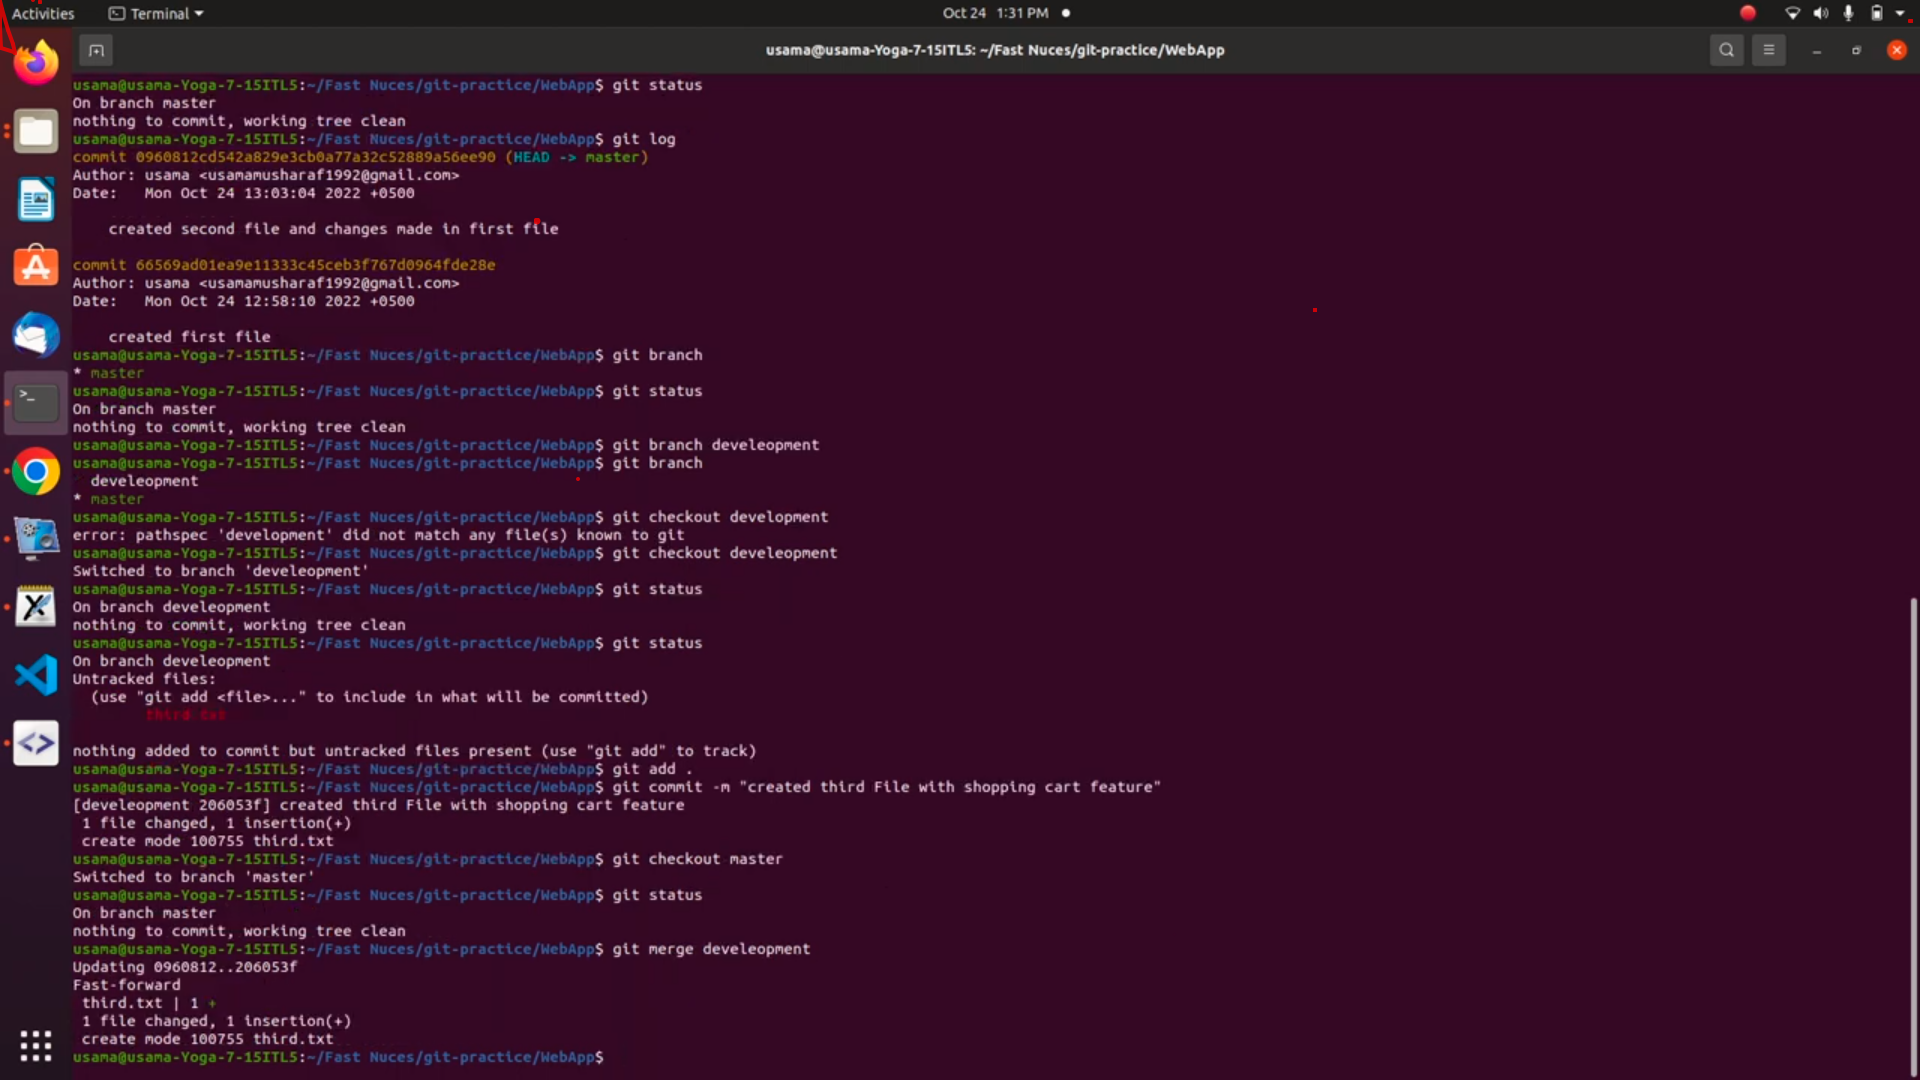 Activities
Terminal
Oct 24 1:31 PM
usama@usama-Yoga-7-15ITL5: ~/Fast Nuces/git-practice/WebApp
usama@usama-Yoga-7-15ITL5:~/Fast Nuces/git-practice/WebApp$ git status
On branch master
nothing to commit, working tree clean
usama@usama-Yoga-7-15ITL5:~/Fast Nuces/git-practice/WebApp$ git log
commit 0960812cd542a829e3cb0a77a32c52889a56ee90 (HEAD -> master)
Author: usama <usamamusharaf1992@gmail.com>
Date:   Mon Oct 24 13:03:04 2022 +0500
created second file and changes made in first file
commit 66569ad01ea9e11333c45ceb3f767d0964fde28e
Author: usama <usamamusharaf1992@gmail.com>
Date:   Mon Oct 24 12:58:10 2022 +0500
created first file
usama@usama-Yoga-7-15ITL5:~/Fast Nuces/git-practice/WebApp$ git branch
* master
usama@usama-Yoga-7-15ITL5:~/Fast Nuces/git-practice/WebApp$ git status
On branch master
nothing to commit, working tree clean
usama@usama-Yoga-7-15ITL5:~/Fast Nuces/git-practice/WebApp$ git branch develeopment
usama@usama-Yoga-7-15ITL5:~/Fast Nuces/git-practice/WebApp$ git branch
develeopment
* master
usama@usama-Yoga-7-15ITL5:~/Fast Nuces/git-practice/WebApp$ git checkout development
error: pathspec 'development' did not match any file(s) known to git
usama@usama-Yoga-7-15ITL5:~/Fast Nuces/git-practice/WebApp$ git checkout develeopment
Switched to branch 'develeopment'
usama@usama-Yoga-7-15ITL5:~/Fast Nuces/git-practice/WebApp$ git status
On branch develeopment
nothing to commit, working tree clean
usama@usama-Yoga-7-15ITL5:~/Fast Nuces/git-practice/WebApp$ git status
On branch develeopment
Untracked files:
(use "git add <file>..." to include in what will be committed)
third
nothing added to commit but untracked files present (use "git add" to track)
usama@usama-Yoga-7-15ITL5:~/Fast Nuces/git-practice/WebApp$ git add .
usama@usama-Yoga-7-15ITL5:~/Fast Nuces/git-practice/WebApp$ git commit -m "created third File with shopping cart feature"
[develeopment 206053f] created third File with shopping cart feature
1 file changed, 1 insertion(+)
create mode 100755 third.txt
usama@usama-Yoga-7-15ITL5:~/Fast Nuces/git-practice/WebApp$ git checkout master
Switched to branch 'master'
usama@usama-Yoga-7-15ITL5:~/Fast Nuces/git-practice/WebApp$ git status
On branch master
nothing to commit, working tree clean
usama@usama-Yoga-7-15ITL5:~/Fast Nuces/git-practice/WebApp$ git merge develeopment
Updating 0960812..206053f
Fast-forward
third.txt | 1 +
1 file changed, 1 insertion(+)
create mode 100755 third.txt
usama@usama-Yoga-7-15ITL5:~/Fast Nuces/git-practice/WebApp$